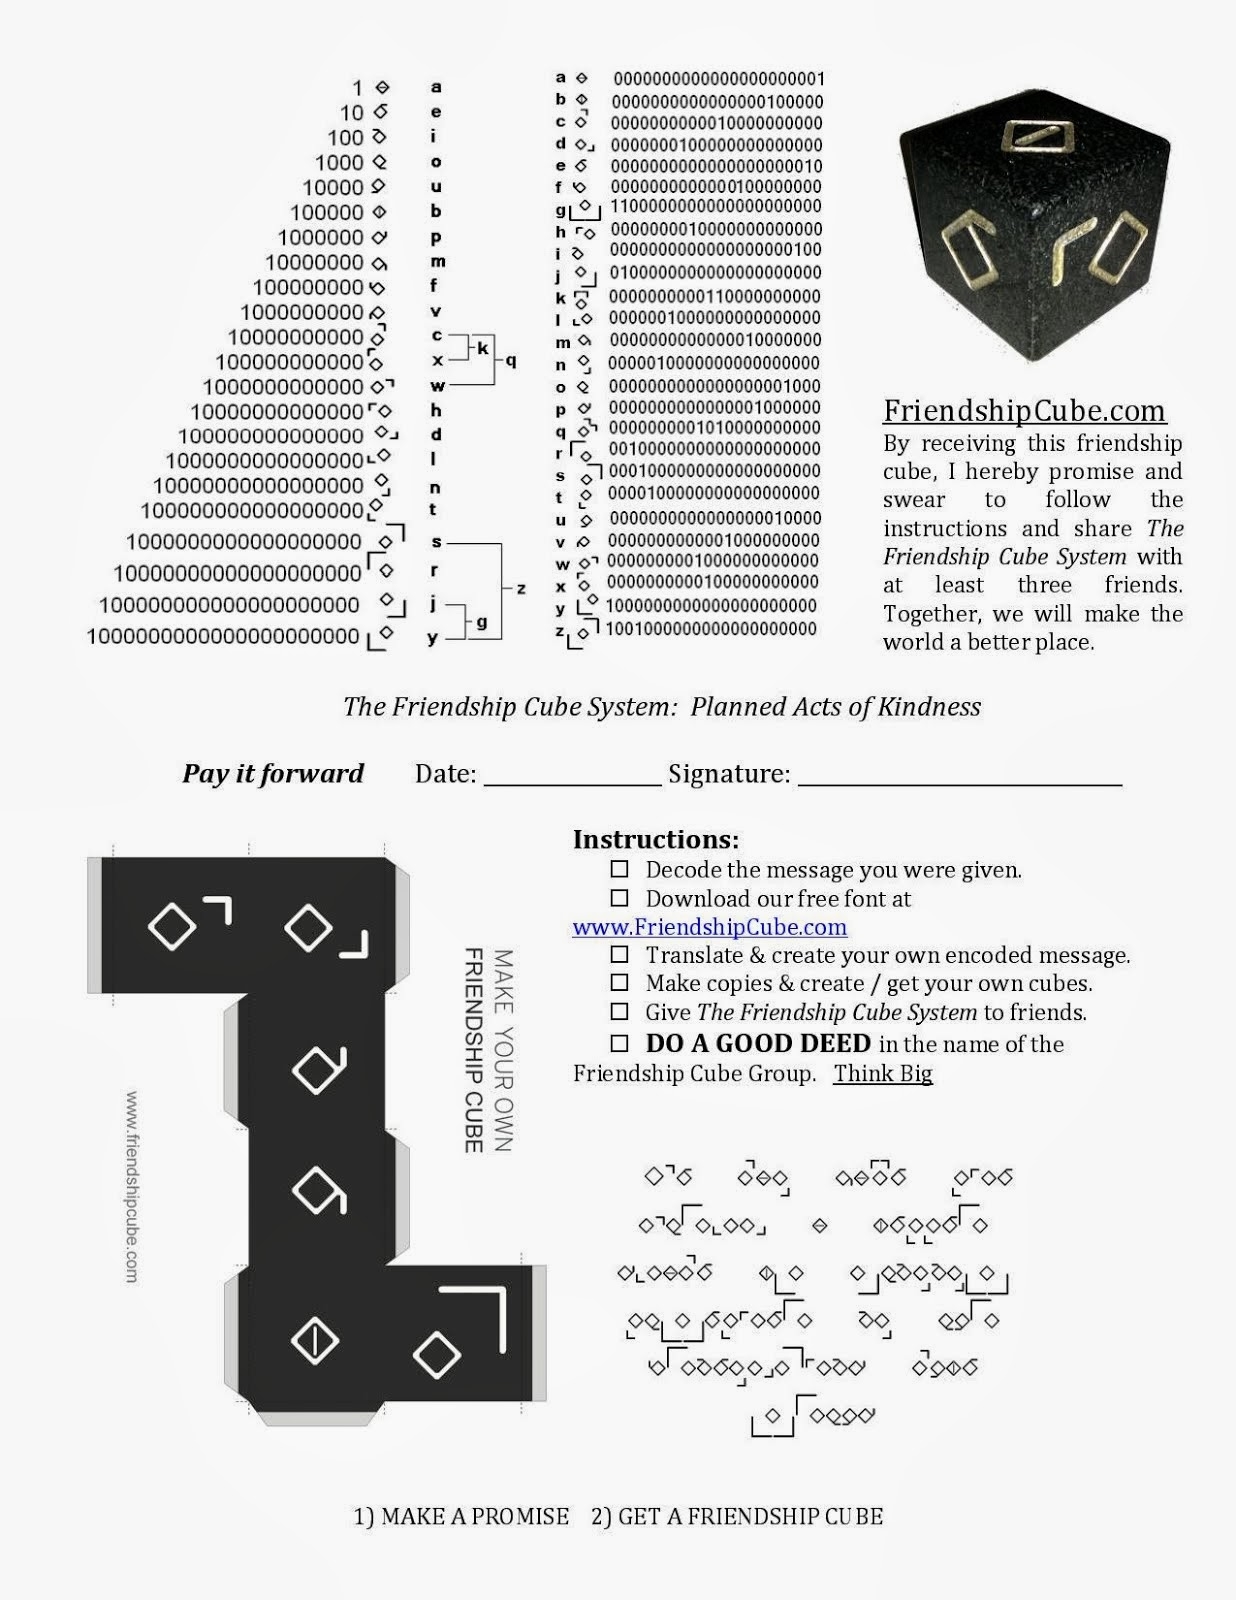 1 a
10 e
100 i
1000 o
10000 u
100000 b
1000000 p
10000000 m
100000000 f
1000000000 v
10000000000 c
100000000000 x
k
q
1000000000000 w
10000000000000 h
100000000000000 d
1000000000000000 l
10000000000000000 n
100000000000000000 t
1000000000000000000 s
10000000000000000000 r
z
100000000000000000000 j
g
1000000000000000000000 y
a 0000000000000000000001
b 0000000000000000100000
c 0000000000010000000000
d 0000000100000000000000
e 0000000000000000000010
f 0000000000000100000000
g 1100000000000000000000
h 0000000010000000000000
i 0000000000000000000100
j 0100000000000000000000
k 0000000000110000000000
l 0000001000000000000000
m 0000000000000010000000
n 0000010000000000000000
o 0000000000000000001000
p 0000000000000001000000
q 0000000001010000000000
r 0010000000000000000000
s 0001000000000000000000
t 0000100000000000000000
u 0000000000000000010000
v 0000000000001000000000
w 0000000001000000000000
x 0000000000100000000000
y 1000000000000000000000
z 1001000000000000000000
FriendshipCube.com
By receiving this friendship
cube, I hereby promise and
swear to follow the
instructions and share The
Friendship Cube System with
at least three friends.
Together, we will make the
world a better place.
The Friendship Cube System: Planned Acts of Kindness
Pay it forward Date: Signature:
Instructions:
Decode the message you were given.
Download our free font at
www.FriendshipCube.com
Translate & create your own encoded message.
Make copies & create / get your own cubes.
Give The Friendship Cube System to friends.
DO A GOOD DEED in the name of the
Friendship Cube Group. Think Big
MAKE YOUR OWN
FRIENDSHIP CUBE
www.friendshipcube.com
1) MAKE A PROMISE 2) GET A FRIENDSHIP CUBE